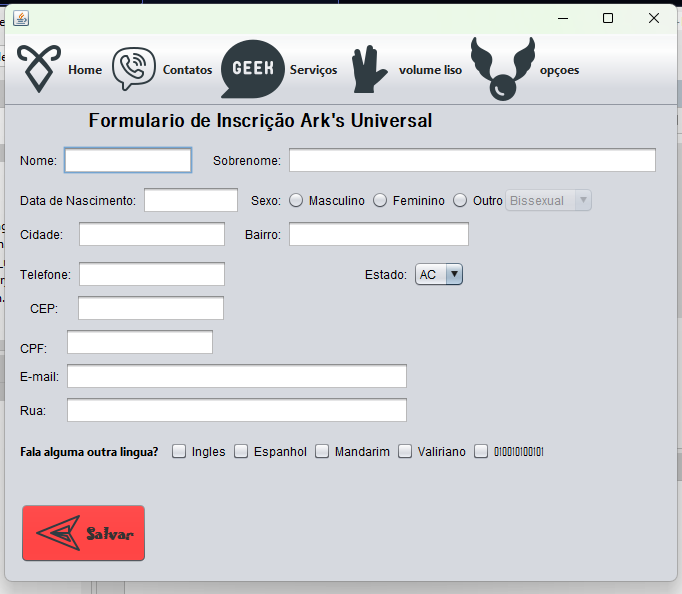 Home Contatos GEEK Serviços volume liso opçoes
Formulario de Inscrição Ark's Universal
Nome: Sobrenome:
Data de Nascimento: Sexo: Masculino Feminino Outro Bissexual
Cidade: Bairro:
Telefone: Estado: AC
CEP:
CPF:
E-mail:
Rua:
Fala alguma outra lingua? Ingles Espanhol Mandarim Valiriano 010010100101
Salvar